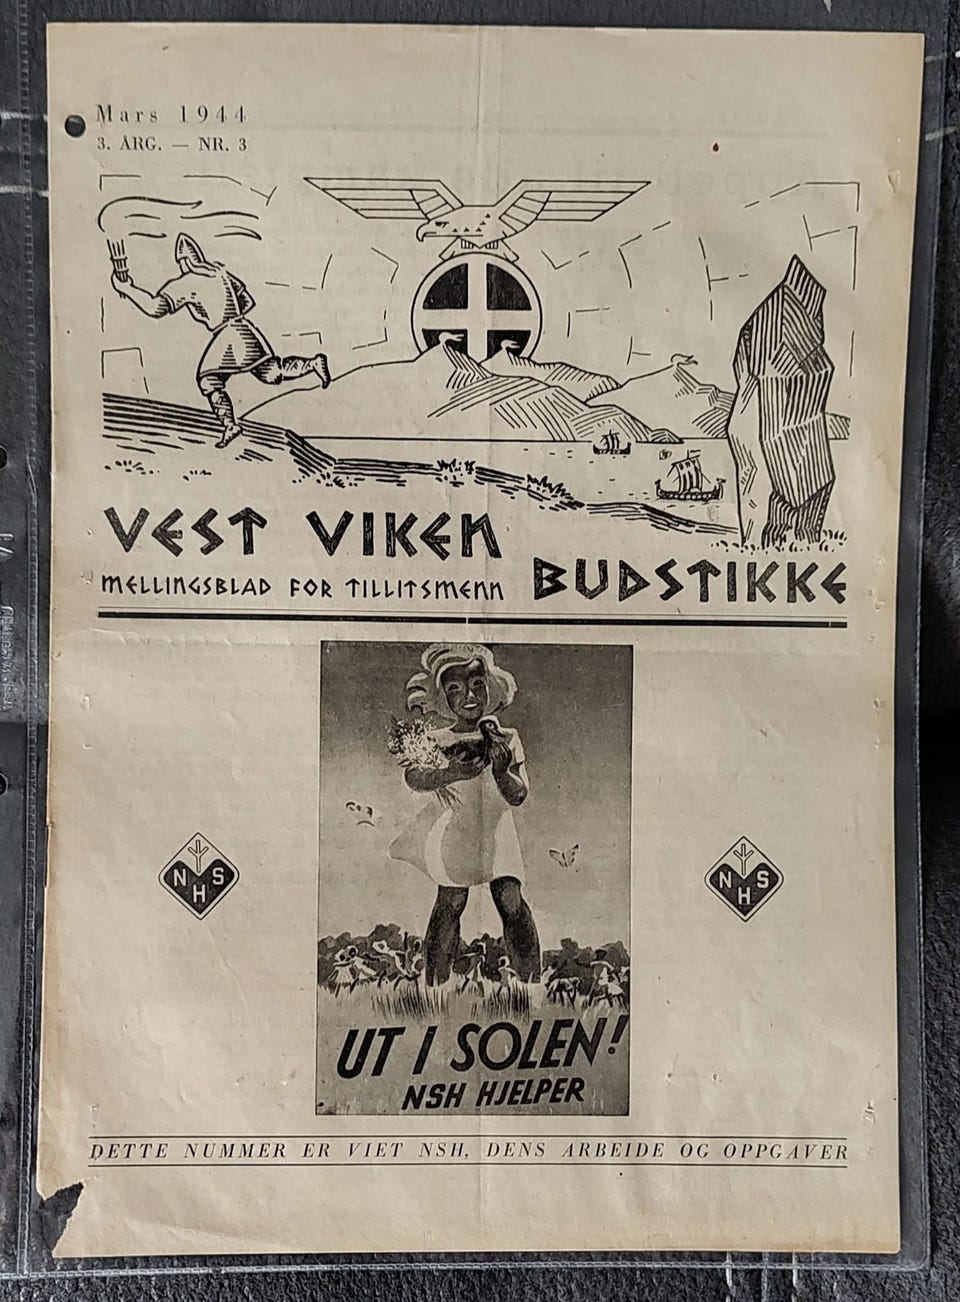 Mars 1944
3. ÅRG. — NR. 3
VEST VIKEN
MELLINGSBLAD FOR TILLITSMENN
BUDSTIKKE
NHS
NHS
UT I SOLEN!
NSH HJELPER
DETTE NUMMER ER VIET NSH, DENS ARBEIDE OG OPPGAVER